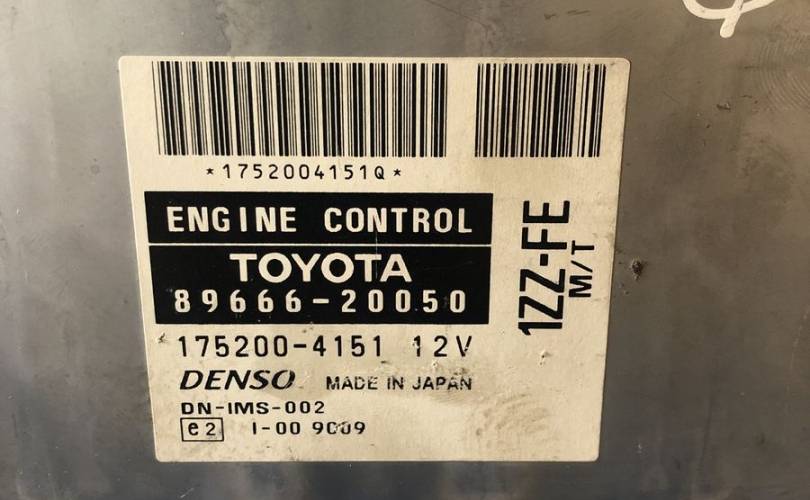 *1752004151Q*
ENGINE CONTROL
TOYOTA
89666-20050
175200-4151 12V
DENSO MADE IN JAPAN
DN-IMS-002
e2 I-00 9009
1ZZ-FE
M/T